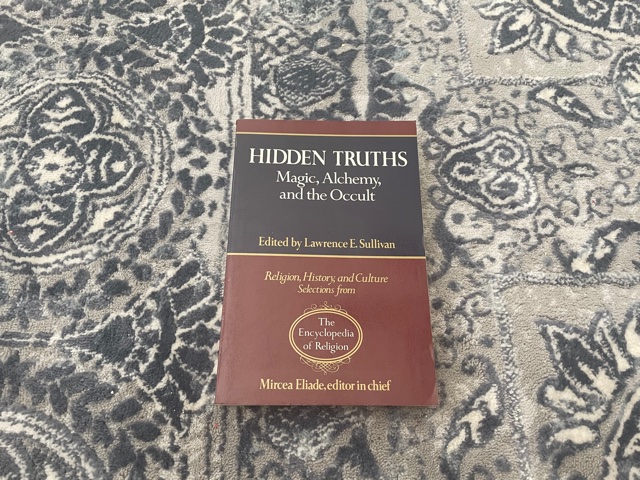 HIDDEN TRUTHS
Magic, Alchemy,
and the Occult
Edited by Lawrence E. Sullivan
Religion, History, and Culture
Selections from
The
Encyclopedia
of Religion
Mircea Eliade, editor in chief